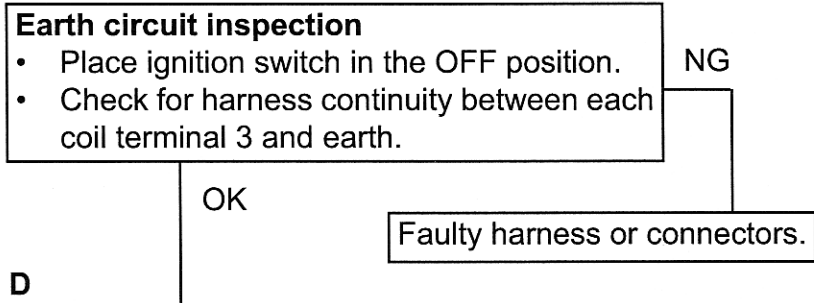 Earth circuit inspection
• Place ignition switch in the OFF position.
• Check for harness continuity between each
coil terminal 3 and earth.
NG
OK
Faulty harness or connectors.
D